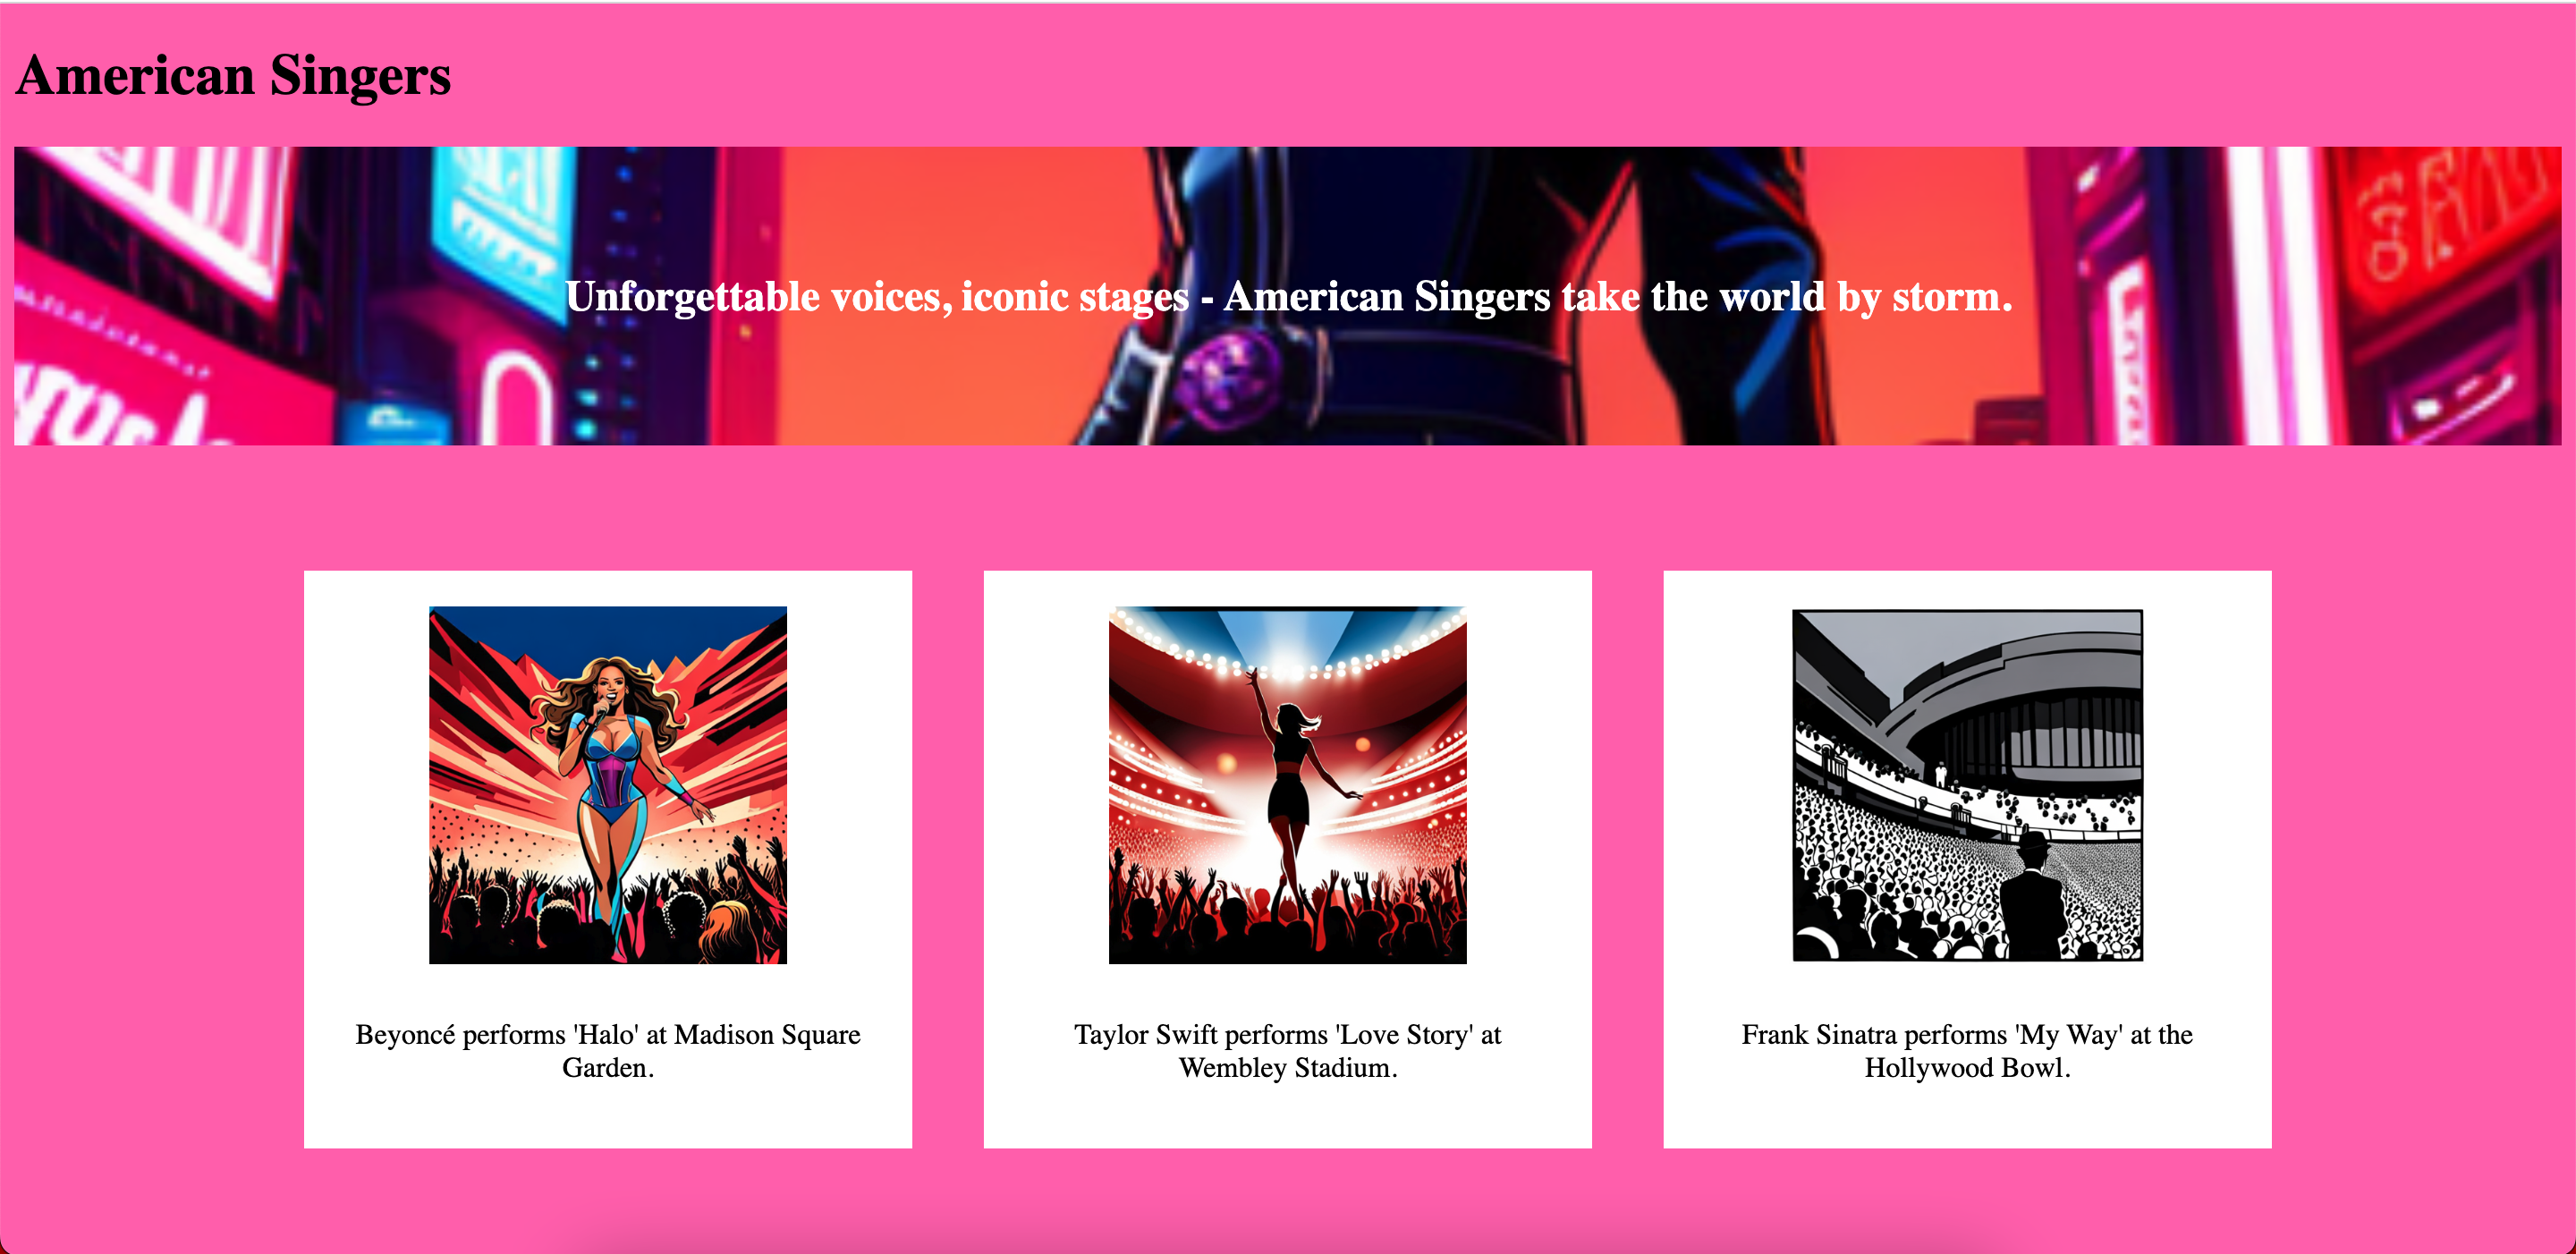 American Singers
Unforgettable voices, iconic stages - American Singers take the world by storm.
Beyoncé performs 'Halo' at Madison Square
Garden.
Taylor Swift performs 'Love Story' at
Wembley Stadium.
Frank Sinatra performs 'My Way' at the
Hollywood Bowl.